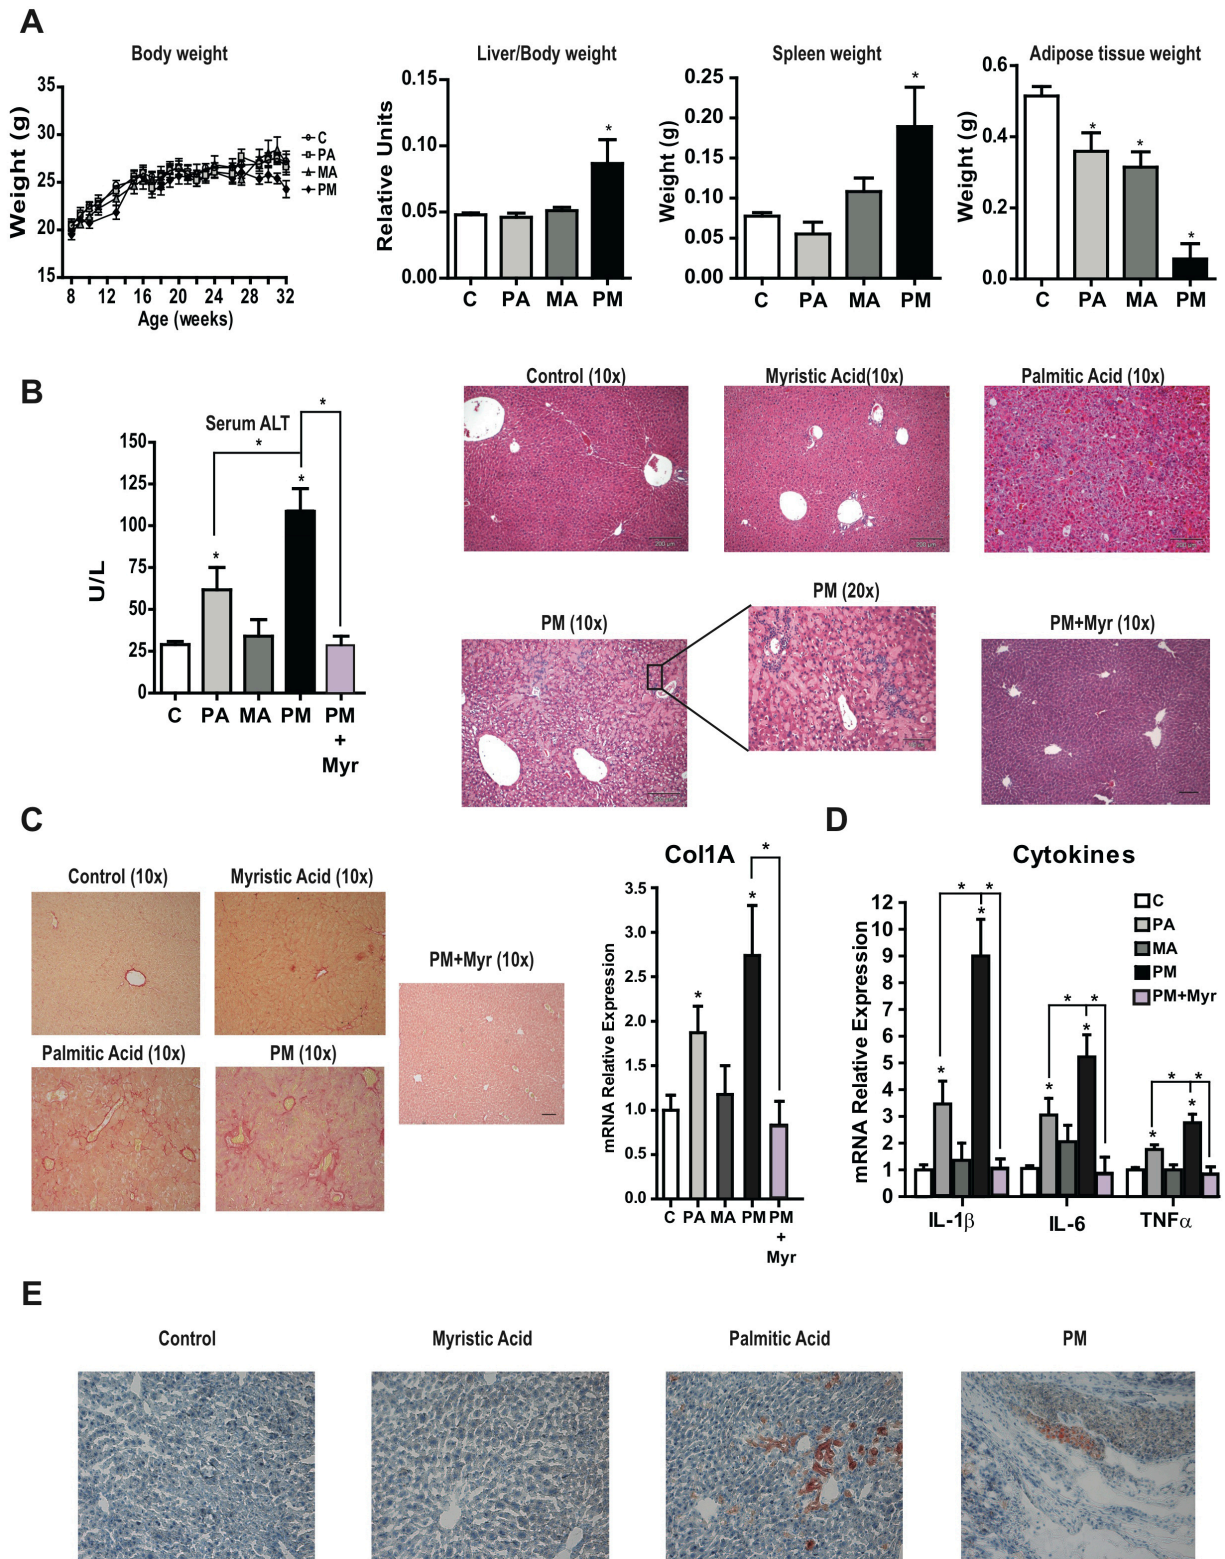 A
Body weight
Weight (g)
35
30
25
20
15
8 12 16 20 24 28 32
Age (weeks)
C
PA
MA
PM
Liver/Body weight
Relative Units
0.15
0.10
0.05
0.00
*
C PA MA PM
Spleen weight
Weight (g)
0.25
0.20
0.15
0.10
0.05
0.00
*
C PA MA PM
Adipose tissue weight
Weight (g)
0.6
0.4
0.2
0.0
* * *
C PA MA PM
B
Serum ALT
U/L
150
125
100
75
50
25
0
*
*
*
*
C PA MA PM PM
+
Myr
Control (10x)
Myristic Acid(10x)
Palmitic Acid (10x)
PM (10x)
PM (20x)
PM+Myr (10x)
C
Control (10x)
Myristic Acid (10x)
Palmitic Acid (10x)
PM (10x)
PM+Myr (10x)
Col1A
mRNA Relative Expression
3.5
3.0
2.5
2.0
1.5
1.0
0.5
0.0
*
*
*
C PA MA PM PM
+
Myr
D
Cytokines
mRNA Relative Expression
12
11
10
9
8
7
6
5
4
3
2
1
0
* *
*
*
* *
*
*
* *
*
*
C
PA
MA
PM
PM+Myr
IL-1β IL-6 TNFα
E
Control
Myristic Acid
Palmitic Acid
PM